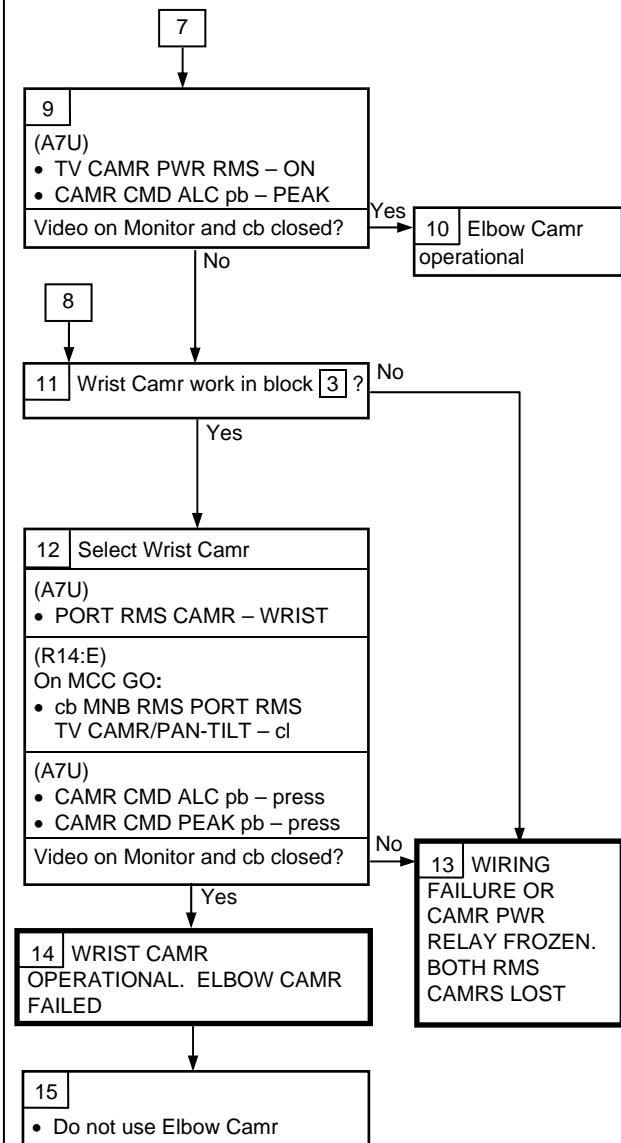 7
9
(A7U)
• TV CAMR PWR RMS – ON
• CAMR CMD ALC pb – PEAK
Video on Monitor and cb closed?
Yes
10 Elbow Camr
operational
No
8
11 Wrist Camr work in block 3 ?
No
Yes
12 Select Wrist Camr
(A7U)
• PORT RMS CAMR – WRIST
(R14:E)
On MCC GO:
• cb MNB RMS PORT RMS
TV CAMR/PAN-TILT – cl
(A7U)
• CAMR CMD ALC pb – press
• CAMR CMD PEAK pb – press
Video on Monitor and cb closed?
No
13 WIRING
FAILURE OR
CAMR PWR
RELAY FROZEN.
BOTH RMS
CAMRS LOST
Yes
14 WRIST CAMR
OPERATIONAL. ELBOW CAMR
FAILED
15
• Do not use Elbow Camr